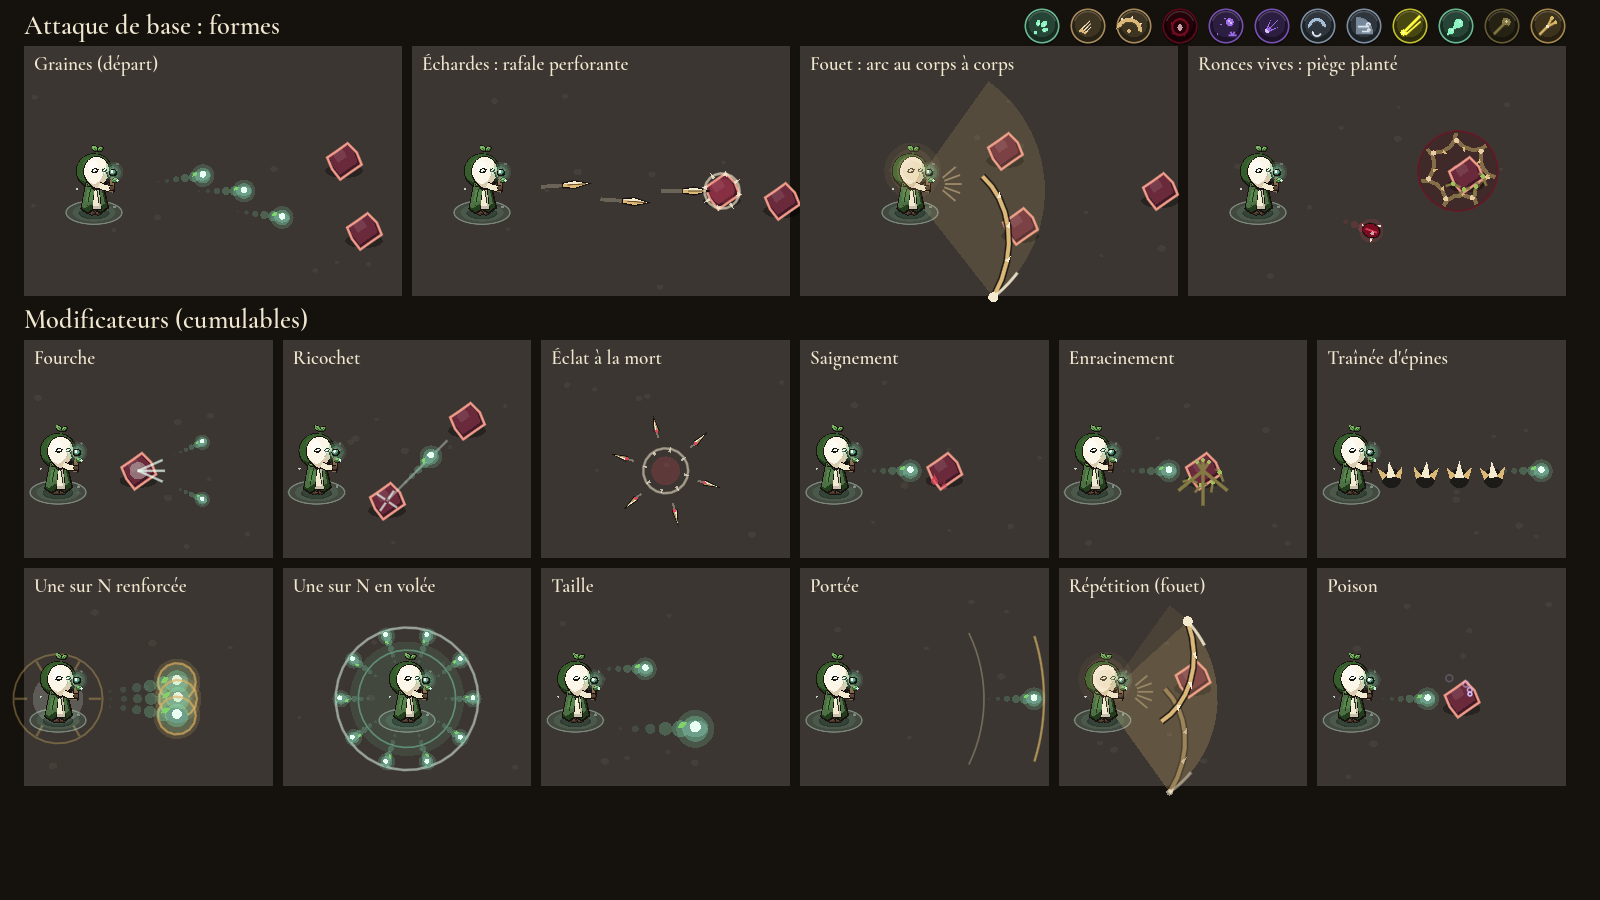 Attaque de base : formes
Graines (départ)
Échardes : rafale perforante
Fouet : arc au corps à corps
Ronces vives : piège planté
Modificateurs (cumulables)
Fourche
Ricochet
Éclat à la mort
Saignement
Enracinement
Traînée d'épines
Une sur N renforcée
Une sur N en volée
Taille
Portée
Répétition (fouet)
Poison